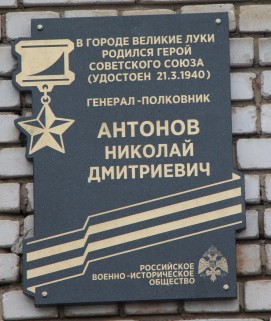 В ГОРОДЕ ВЕЛИКИЕ ЛУКИ
РОДИЛСЯ ГЕРОЙ
СОВЕТСКОГО СОЮЗА
(УДОСТОЕН 21.3.1940)
ГЕНЕРАЛ-ПОЛКОВНИК
АНТОНОВ
НИКОЛАЙ
ДМИТРИЕВИЧ
РОССИЙСКОЕ
ВОЕННО-ИСТОРИЧЕСКОЕ
ОБЩЕСТВО